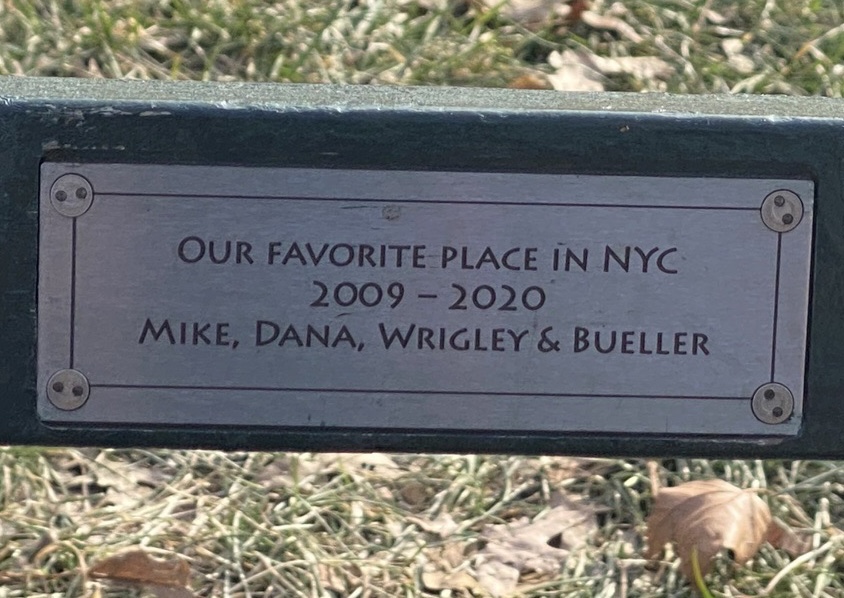 Our favorite place in NYC
2009 – 2020
Mike, Dana, Wrigley & Bueller